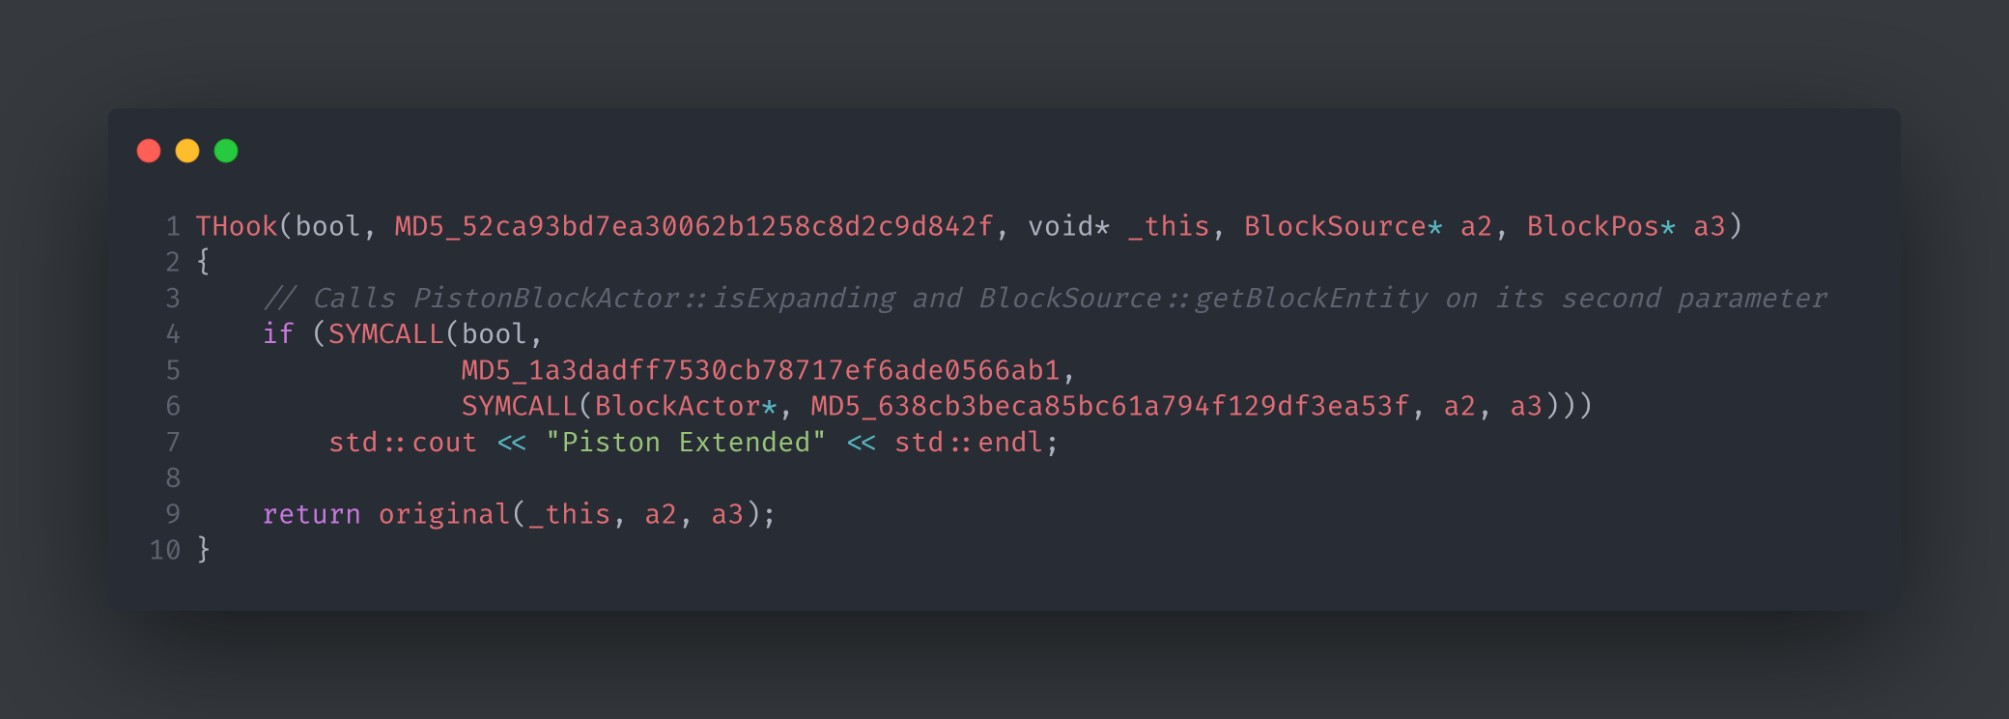 1 THook(bool, MD5_52ca93bd7ea30062b1258c8d2c9d842f, void* _this, BlockSource* a2, BlockPos* a3)
2 {
3     // Calls PistonBlockActor::isExpanding and BlockSource::getBlockEntity on its second parameter
4     if (SYMCALL(bool,
5                 MD5_1a3dadff7530cb78717ef6ade0566ab1,
6                 SYMCALL(BlockActor*, MD5_638cb3beca85bc61a794f129df3ea53f, a2, a3)))
7         std::cout << "Piston Extended" << std::endl;
8
9     return original(_this, a2, a3);
10 }